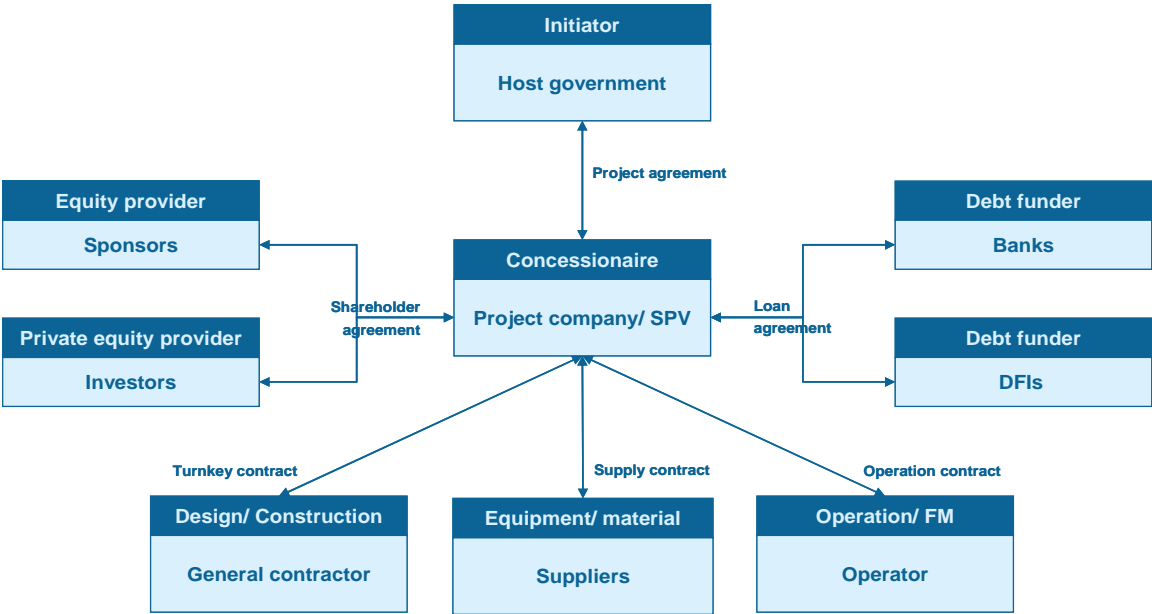 Initiator
Host government
Project agreement
Equity provider
Sponsors
Debt funder
Banks
Concessionaire
Project company/ SPV
Shareholder
agreement
Loan
agreement
Private equity provider
Investors
Debt funder
DFIs
Turnkey contract
Supply contract
Operation contract
Design/ Construction
General contractor
Equipment/ material
Suppliers
Operation/ FM
Operator